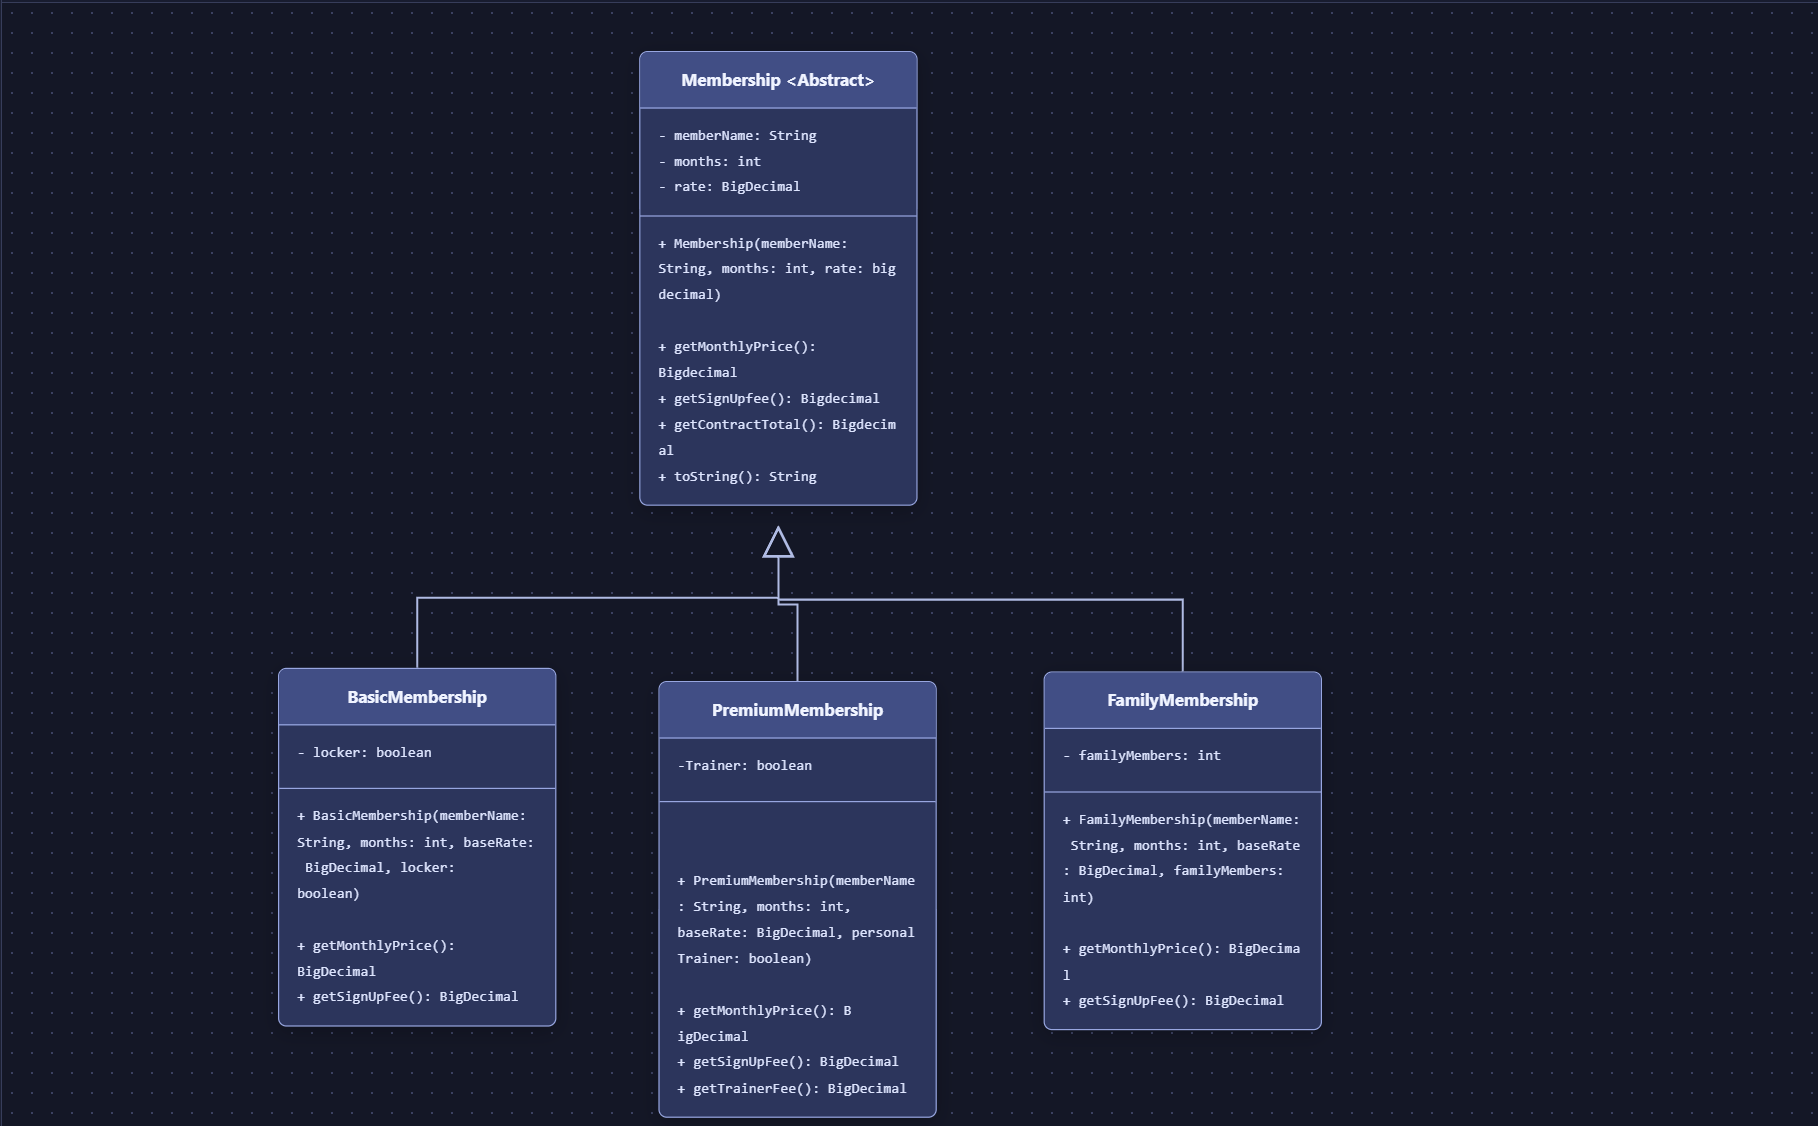 Membership <Abstract>
- memberName: String
- months: int
- rate: BigDecimal
+ Membership(memberName:
String, months: int, rate: big
decimal)
+ getMonthlyPrice():
Bigdecimal
+ getSignUpfee(): Bigdecimal
+ getContractTotal(): Bigdecim
al
+ toString(): String
BasicMembership
- locker: boolean
+ BasicMembership(memberName:
String, months: int, baseRate:
BigDecimal, locker:
boolean)
+ getMonthlyPrice():
BigDecimal
+ getSignUpFee(): BigDecimal
PremiumMembership
-Trainer: boolean
+ PremiumMembership(memberName
: String, months: int,
baseRate: BigDecimal, personal
Trainer: boolean)
+ getMonthlyPrice(): B
igDecimal
+ getSignUpFee(): BigDecimal
+ getTrainerFee(): BigDecimal
FamilyMembership
- familyMembers: int
+ FamilyMembership(memberName:
String, months: int, baseRate
: BigDecimal, familyMembers:
int)
+ getMonthlyPrice(): BigDecima
l
+ getSignUpFee(): BigDecimal